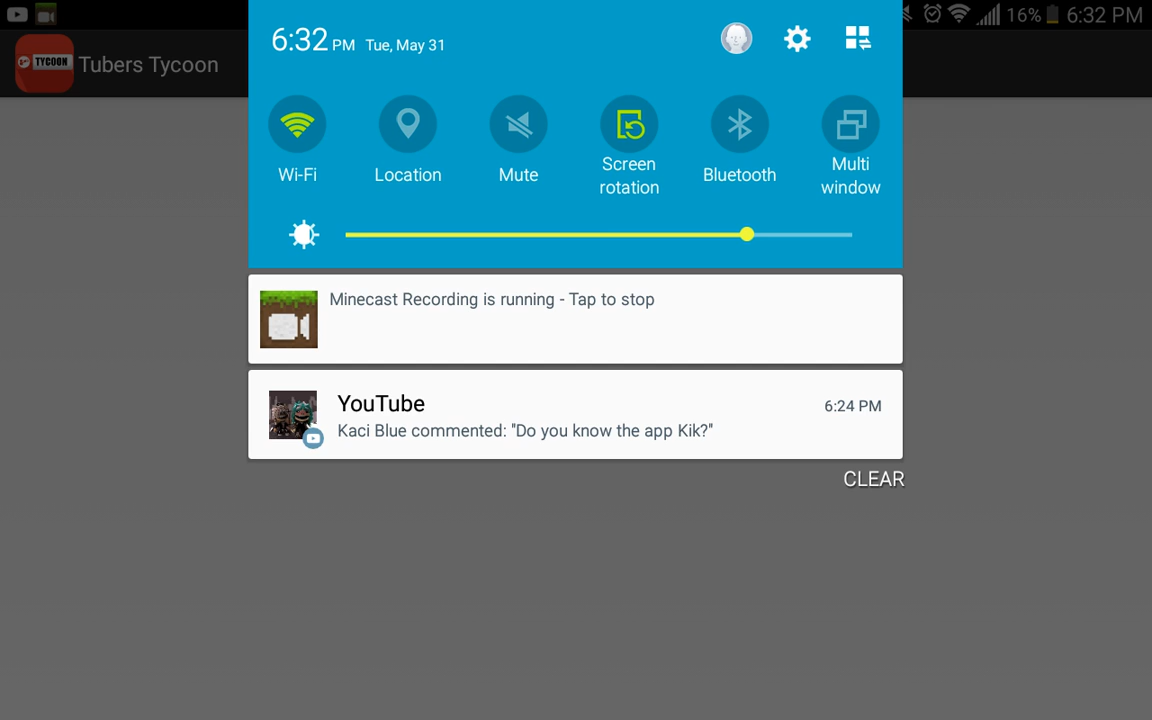 16% 6:32 PM
TYCOON Tubers Tycoon
6:32 PM Tue, May 31
Wi-Fi
Location
Mute
Screen
rotation
Bluetooth
Multi
window
Minecast Recording is running - Tap to stop
YouTube 6:24 PM
Kaci Blue commented: "Do you know the app Kik?"
CLEAR